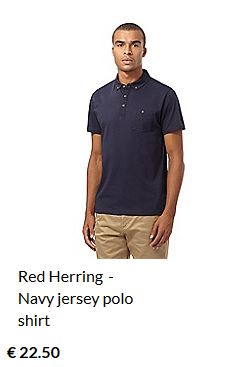 Red Herring -
Navy jersey polo
shirt
€ 22.50